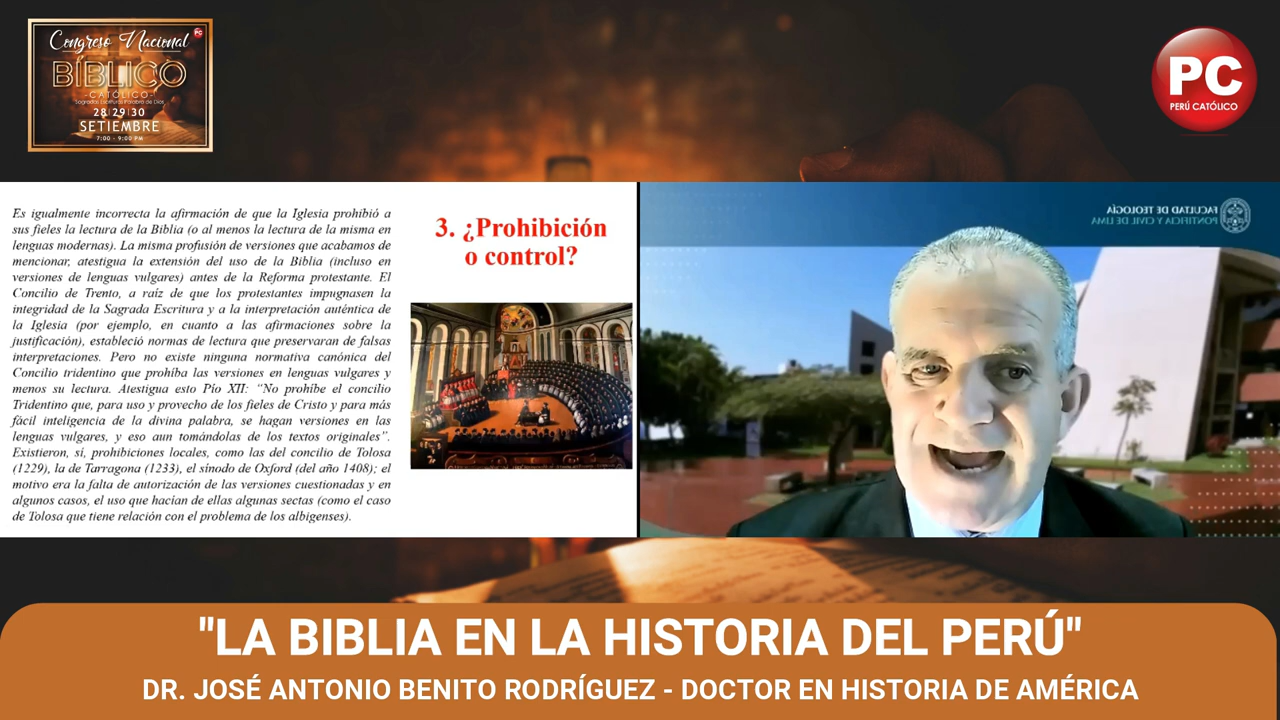 Congreso Nacional
PC
BÍBLICO
-CATÓLICO-
Sagradas Escrituras Palabra de Dios
28|29|30
SETIEMBRE
7:00 - 9:00 PM
PC
PERÚ CATÓLICO
Es igualmente incorrecta la afirmación de que la Iglesia prohibió a
sus fieles la lectura de la Biblia (o al menos la lectura de la misma en
lenguas modernas). La misma profusión de versiones que acabamos de
mencionar, atestigua la extensión del uso de la Biblia (incluso en
versiones de lenguas vulgares) antes de la Reforma protestante. El
Concilio de Trento, a raíz de que los protestantes impugnasen la
integridad de la Sagrada Escritura y a la interpretación auténtica de
la Iglesia (por ejemplo, en cuanto a las afirmaciones sobre la
justificación), estableció normas de lectura que preservaran de falsas
interpretaciones. Pero no existe ninguna normativa canónica del
Concilio tridentino que prohíba las versiones en lenguas vulgares y
menos su lectura. Atestigua esto Pío XII: “No prohíbe el concilio
Tridentino que, para uso y provecho de los fieles de Cristo y para más
fácil inteligencia de la divina palabra, se hagan versiones en las
lenguas vulgares, y eso aun tomándolas de los textos originales”.
Existieron, sí, prohibiciones locales, como las del concilio de Tolosa
(1229), la de Tarragona (1233), el sínodo de Oxford (del año 1408); el
motivo era la falta de autorización de las versiones cuestionadas y en
algunos casos, el uso que hacían de ellas algunas sectas (como el caso
de Tolosa que tiene relación con el problema de los albigenses).
3. ¿Prohibición
o control?
FACULTAD DE TEOLOGÍA
PONTIFICIA Y CIVIL DE LIMA
"LA BIBLIA EN LA HISTORIA DEL PERÚ"
DR. JOSÉ ANTONIO BENITO RODRÍGUEZ - DOCTOR EN HISTORIA DE AMÉRICA